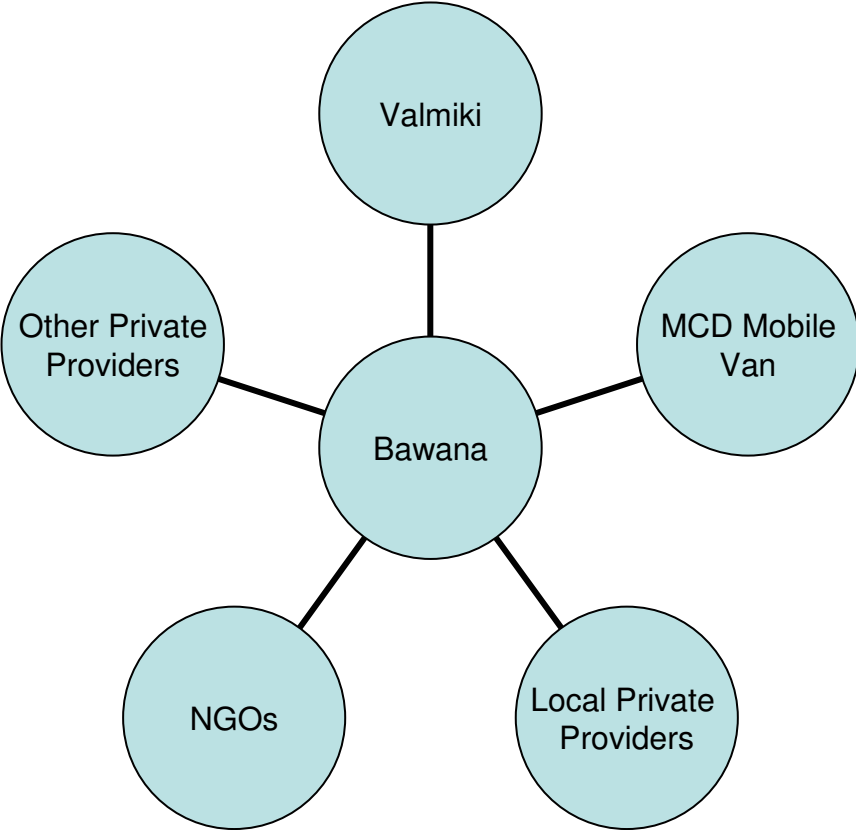 Valmiki
Other Private
Providers
MCD Mobile
Van
Bawana
NGOs
Local Private
Providers